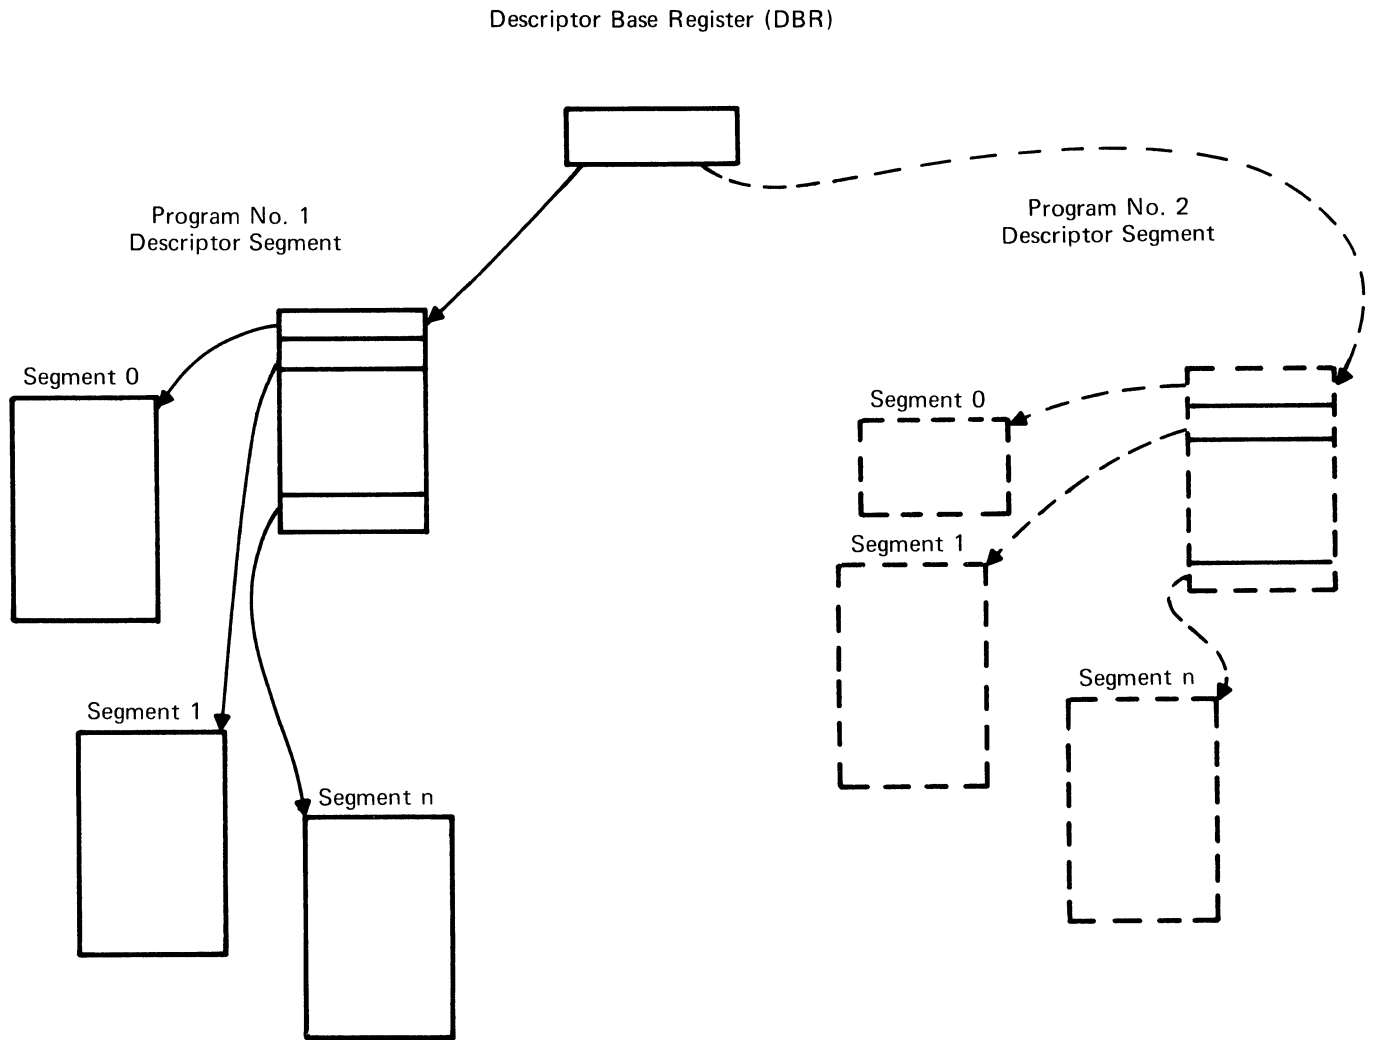 Descriptor Base Register (DBR)
Program No. 1
Descriptor Segment
Program No. 2
Descriptor Segment
Segment 0
Segment 1
Segment n
Segment 0
Segment 1
Segment n